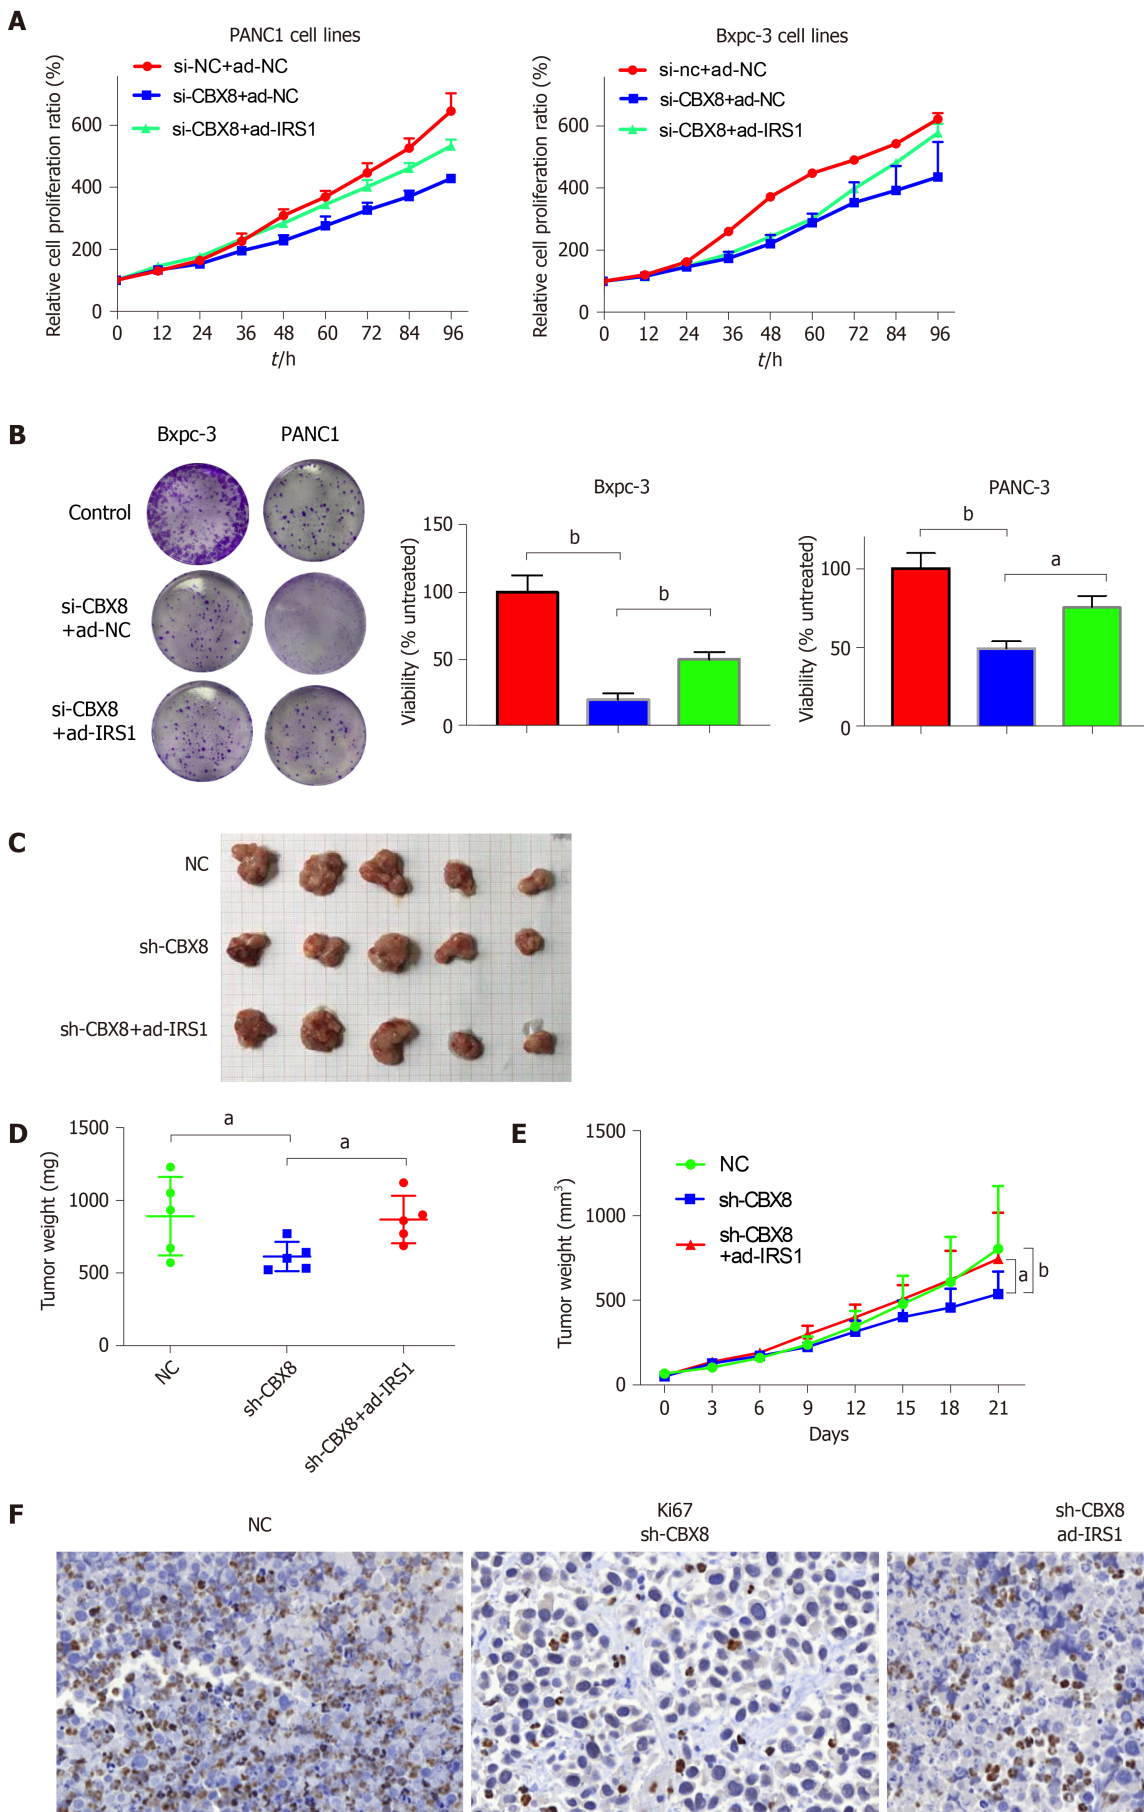 A
PANC1 cell lines
si-NC+ad-NC
si-CBX8+ad-NC
si-CBX8+ad-IRS1
Relative cell proliferation ratio (%)
600
400
200
0
0 12 24 36 48 60 72 84 96
t/h
Bxpc-3 cell lines
si-nc+ad-NC
si-CBX8+ad-NC
si-CBX8+ad-IRS1
Relative cell proliferation ratio (%)
600
400
200
0
0 12 24 36 48 60 72 84 96
t/h
B
Bxpc-3 PANC1
Control
si-CBX8
+ad-NC
si-CBX8
+ad-IRS1
Bxpc-3
Viability (% untreated)
150
100
50
0
b
b
PANC-3
Viability (% untreated)
100
50
0
b
a
C
NC
sh-CBX8
sh-CBX8+ad-IRS1
D
Tumor weight (mg)
1500
1000
500
0
a
a
NC
sh-CBX8
sh-CBX8+ad-IRS1
E
Tumor weight (mm³)
1500
1000
500
0
NC
sh-CBX8
sh-CBX8
+ad-IRS1
a
b
0 3 6 9 12 15 18 21
Days
F
NC
Ki67
sh-CBX8
sh-CBX8
ad-IRS1